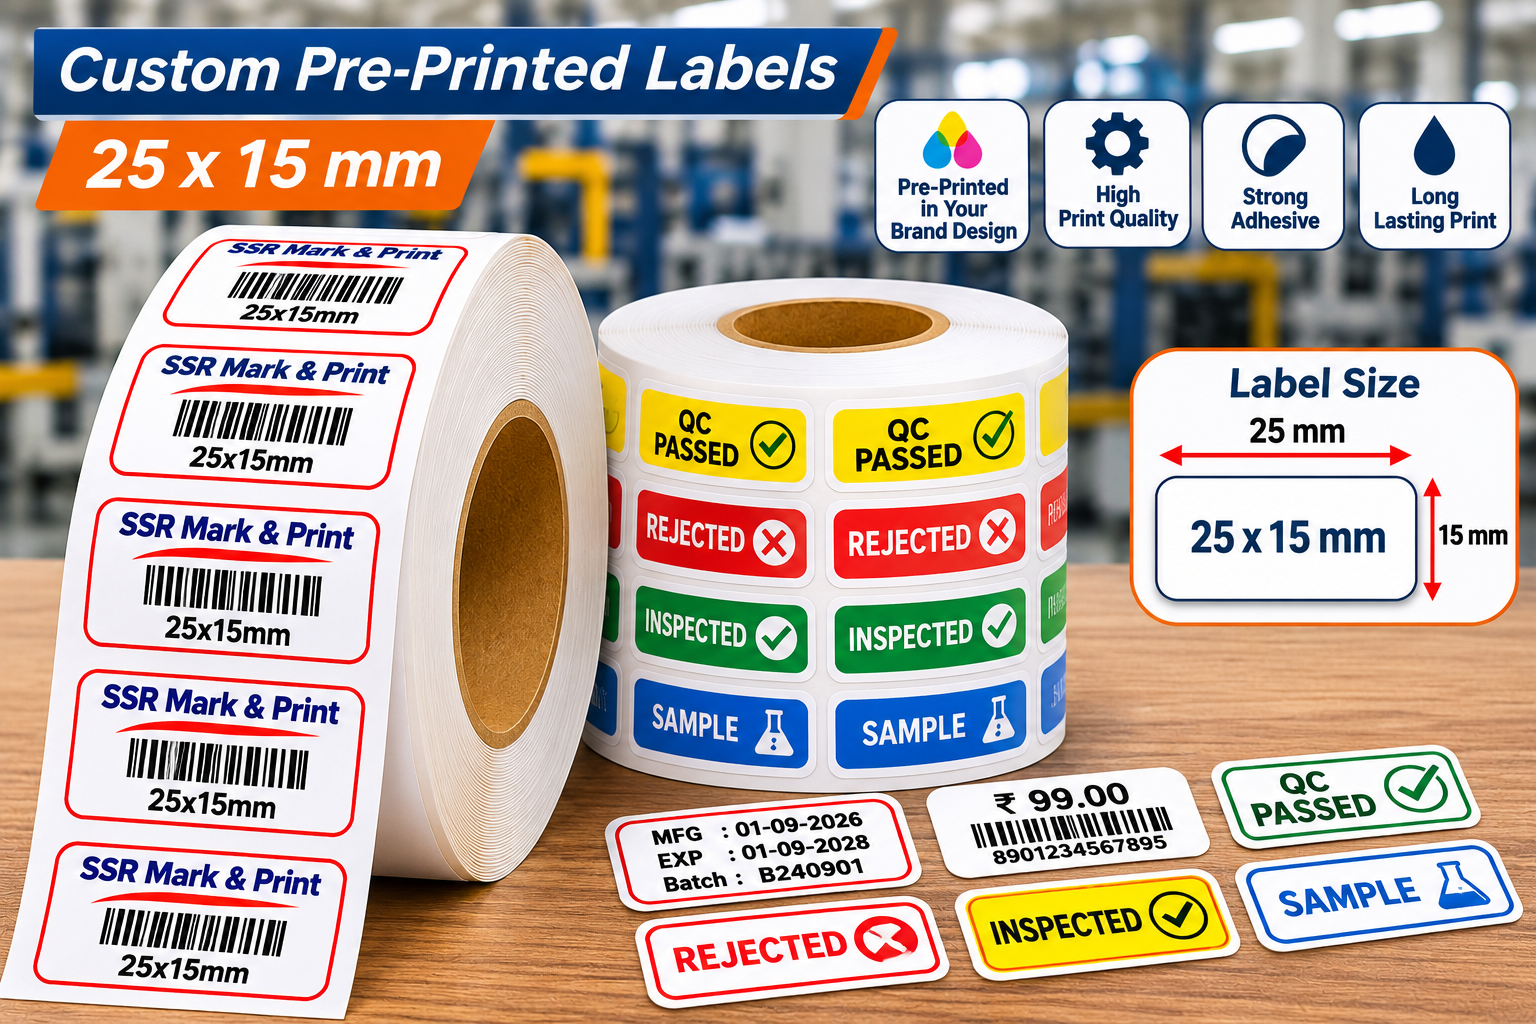 Custom Pre-Printed Labels
25 x 15 mm
Pre-Printed
in Your
Brand Design
High
Print Quality
Strong
Adhesive
Long
Lasting Print
SSR Mark & Print
25x15mm
SSR Mark & Print
25x15mm
SSR Mark & Print
25x15mm
SSR Mark & Print
25x15mm
SSR Mark & Print
25x15mm
QC
PASSED
QC
PASSED
REJECTED
REJECTED
INSPECTED
INSPECTED
SAMPLE
SAMPLE
Label Size
25 mm
25 x 15 mm
15 mm
MFG : 01-09-2026
EXP : 01-09-2028
Batch : B240901
₹ 99.00
8901234567895
QC
PASSED
REJECTED
INSPECTED
SAMPLE